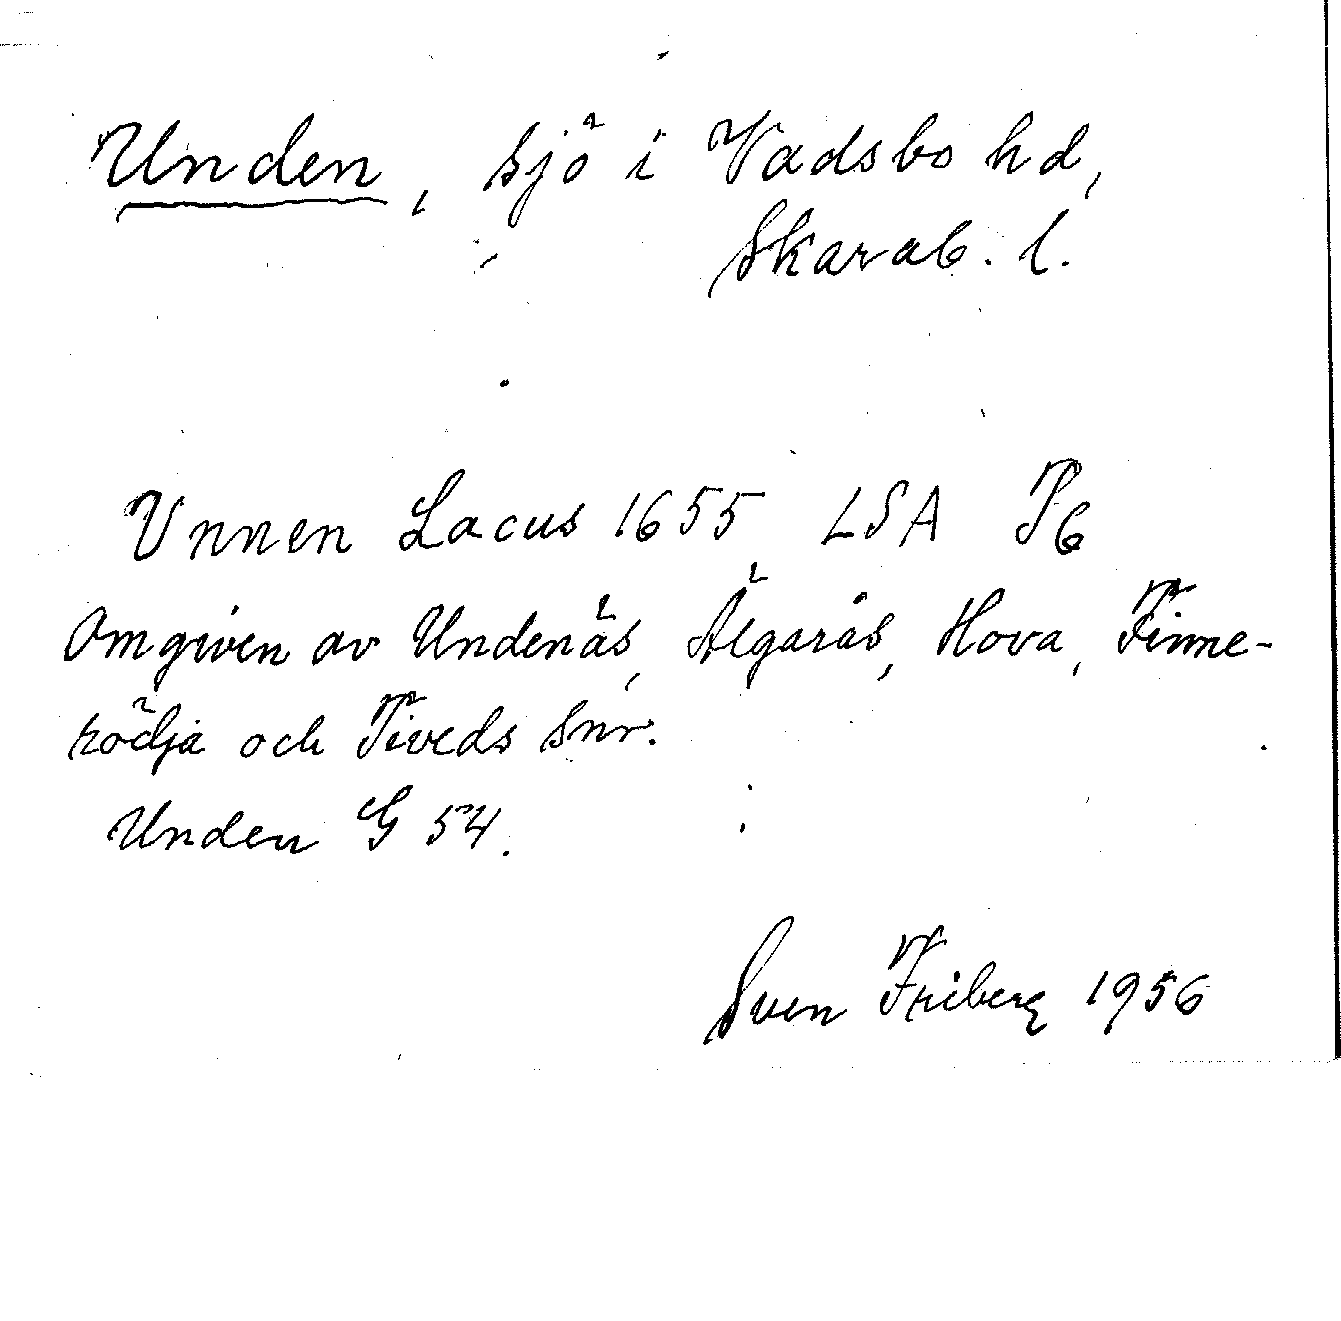 Unden, sjö i Vadsbo hd,
Skarab. l.
Unnen Lacus 1655 LSA P6
Omgiven av Undenäs, Älgarås, Hova, Finne-
rödja och Tiveds snr.
Unden G 54.
Sven Friberg 1956